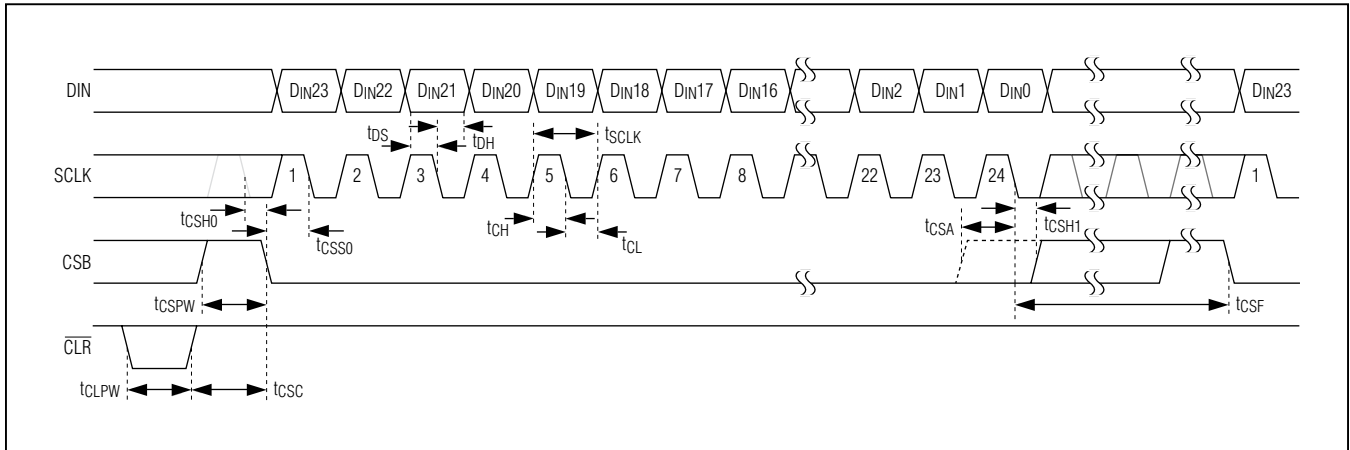 DIN DIN23 DIN22 DIN21 DIN20 DIN19 DIN18 DIN17 DIN16 DIN2 DIN1 DIN0 DIN23
tDS tDH tSCLK
SCLK 1 2 3 4 5 6 7 8 22 23 24 1
tCSH0 tCSS0 tCH tCL tCSA tCSH1
CSB
tCSPW tCSF
CLR
tCLPW tCSC